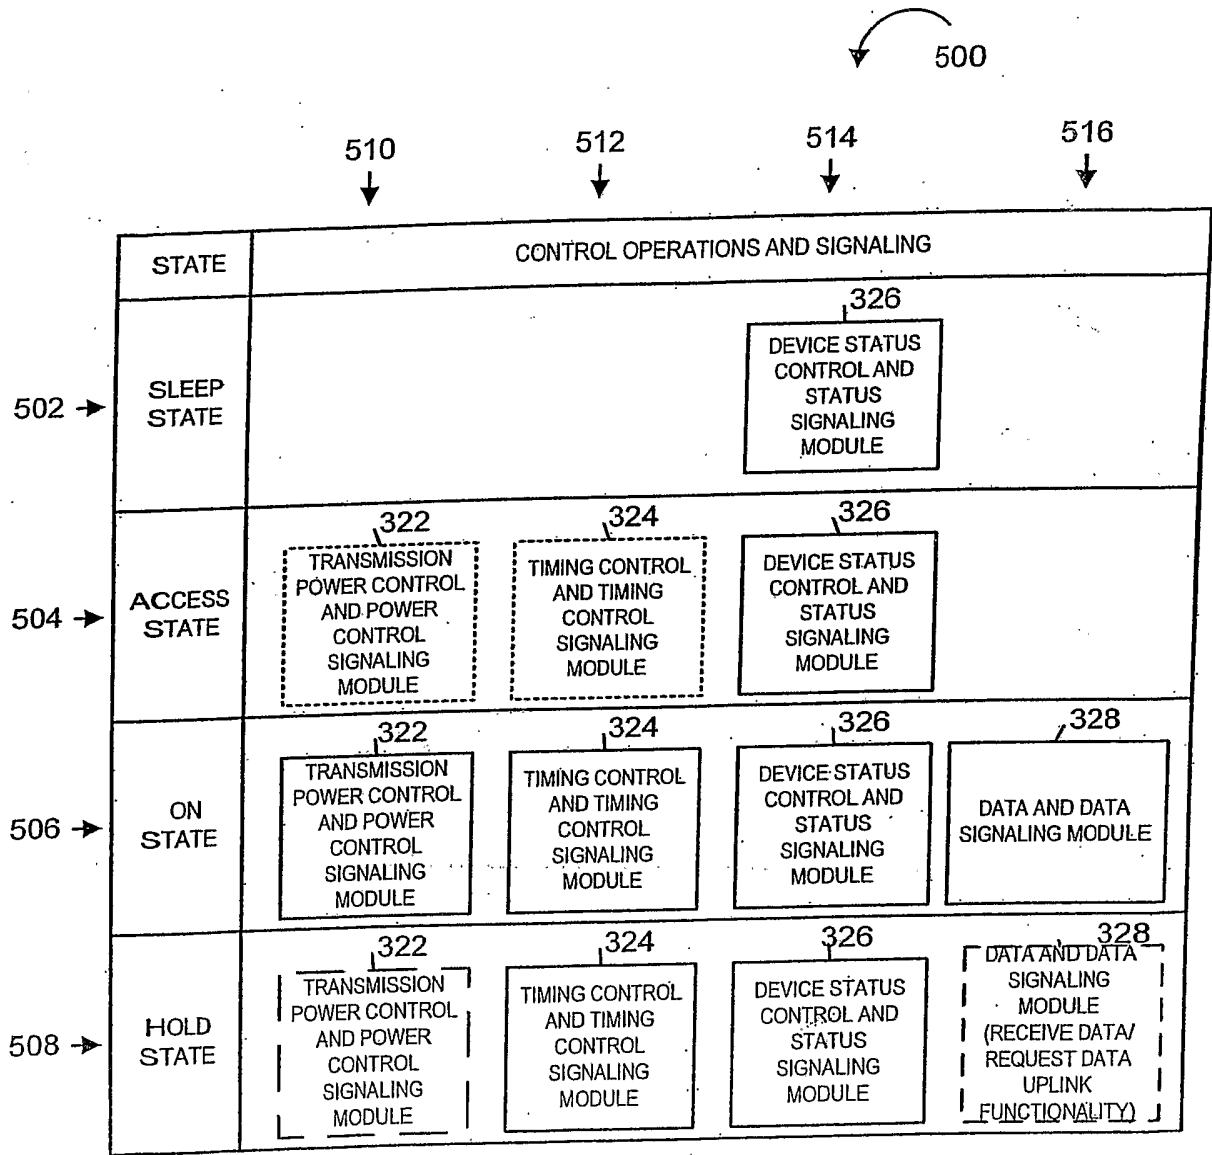 500
510
512
514
516
STATE
CONTROL OPERATIONS AND SIGNALING
502
SLEEP
STATE
326
DEVICE STATUS
CONTROL AND
STATUS
SIGNALING
MODULE
504
ACCESS
STATE
322
TRANSMISSION
POWER CONTROL
AND POWER
CONTROL
SIGNALING
MODULE
324
TIMING CONTROL
AND TIMING
CONTROL
SIGNALING
MODULE
326
DEVICE STATUS
CONTROL AND
STATUS
SIGNALING
MODULE
506
ON
STATE
322
TRANSMISSION
POWER CONTROL
AND POWER
CONTROL
SIGNALING
MODULE
324
TIMING CONTROL
AND TIMING
CONTROL
SIGNALING
MODULE
326
DEVICE STATUS
CONTROL AND
STATUS
SIGNALING
MODULE
328
DATA AND DATA
SIGNALING MODULE
508
HOLD
STATE
322
TRANSMISSION
POWER CONTROL
AND POWER
CONTROL
SIGNALING
MODULE
324
TIMING CONTROL
AND TIMING
CONTROL
SIGNALING
MODULE
326
DEVICE STATUS
CONTROL AND
STATUS
SIGNALING
MODULE
328
DATA AND DATA
SIGNALING
MODULE
(RECEIVE DATA/
REQUEST DATA
UPLINK
FUNCTIONALITY)